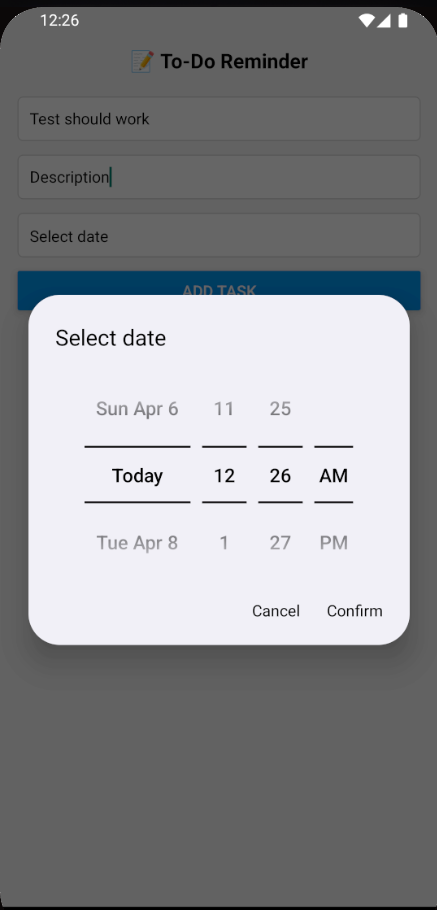 12:26
📝 To-Do Reminder
Test should work
Description
Select date
ADD TASK
Select date
Sun Apr 6 11 25
Today 12 26 AM
Tue Apr 8 1 27 PM
Cancel Confirm